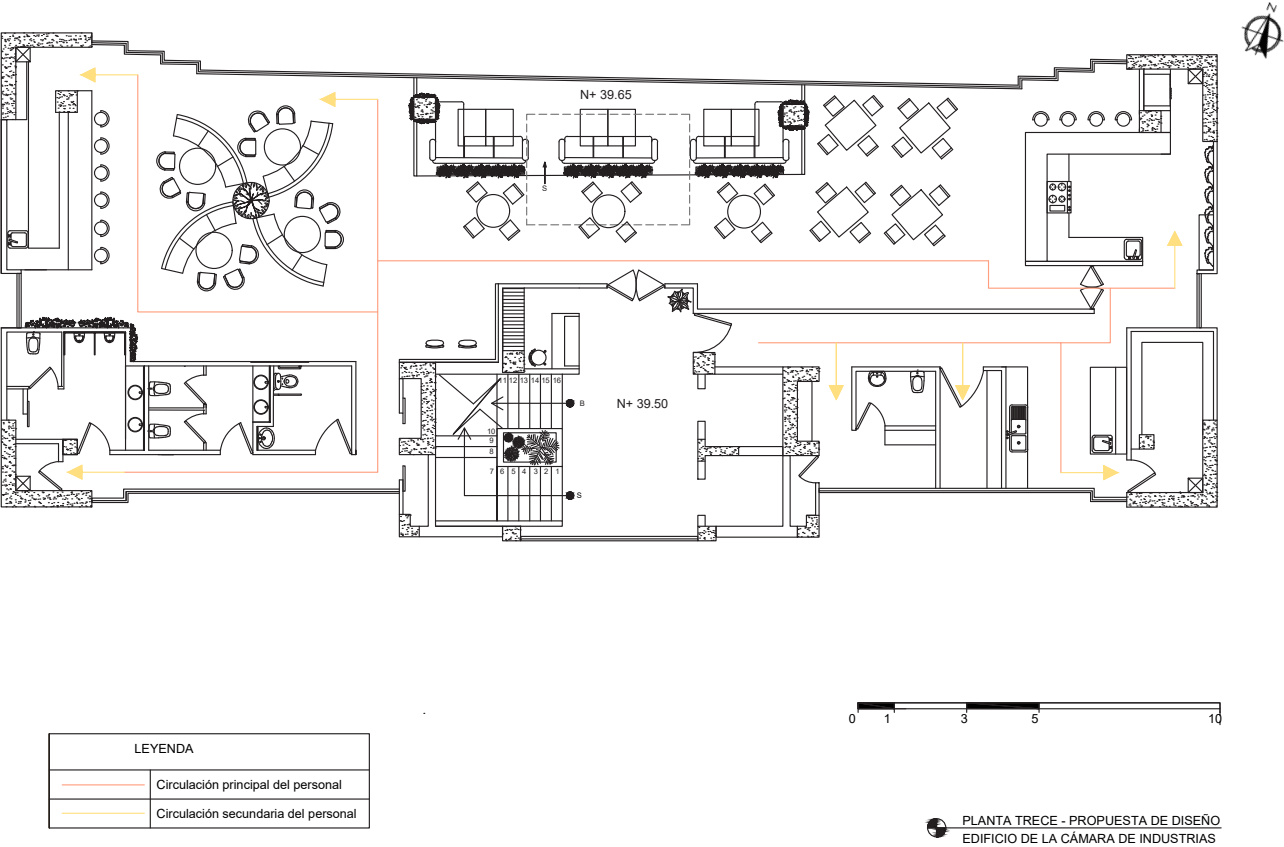 N
N+ 39.65
S
11 12 13 14 15 16
B
N+ 39.50
10
9
8
7 6 5 4 3 2 1
S
0 1 3 5 10
LEYENDA
Circulación principal del personal
Circulación secundaria del personal
PLANTA TRECE - PROPUESTA DE DISEÑO
EDIFICIO DE LA CÁMARA DE INDUSTRIAS